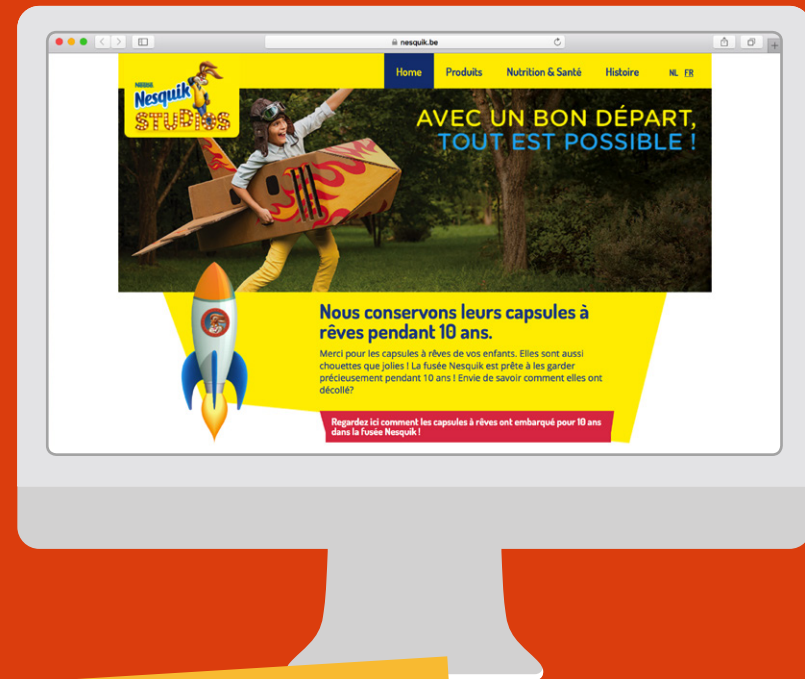 nesquik.be
Home Produits Nutrition & Santé Histoire NL FR
NESTLÉ
Nesquik
STUDIOS
AVEC UN BON DÉPART,
TOUT EST POSSIBLE !
Nous conservons leurs capsules à
rêves pendant 10 ans.
Merci pour les capsules à rêves de vos enfants. Elles sont aussi
chouettes que jolies ! La fusée Nesquik est prête à les garder
précieusement pendant 10 ans ! Envie de savoir comment elles ont
décollé?
Regardez ici comment les capsules à rêves ont embarqué pour 10 ans
dans la fusée Nesquik !